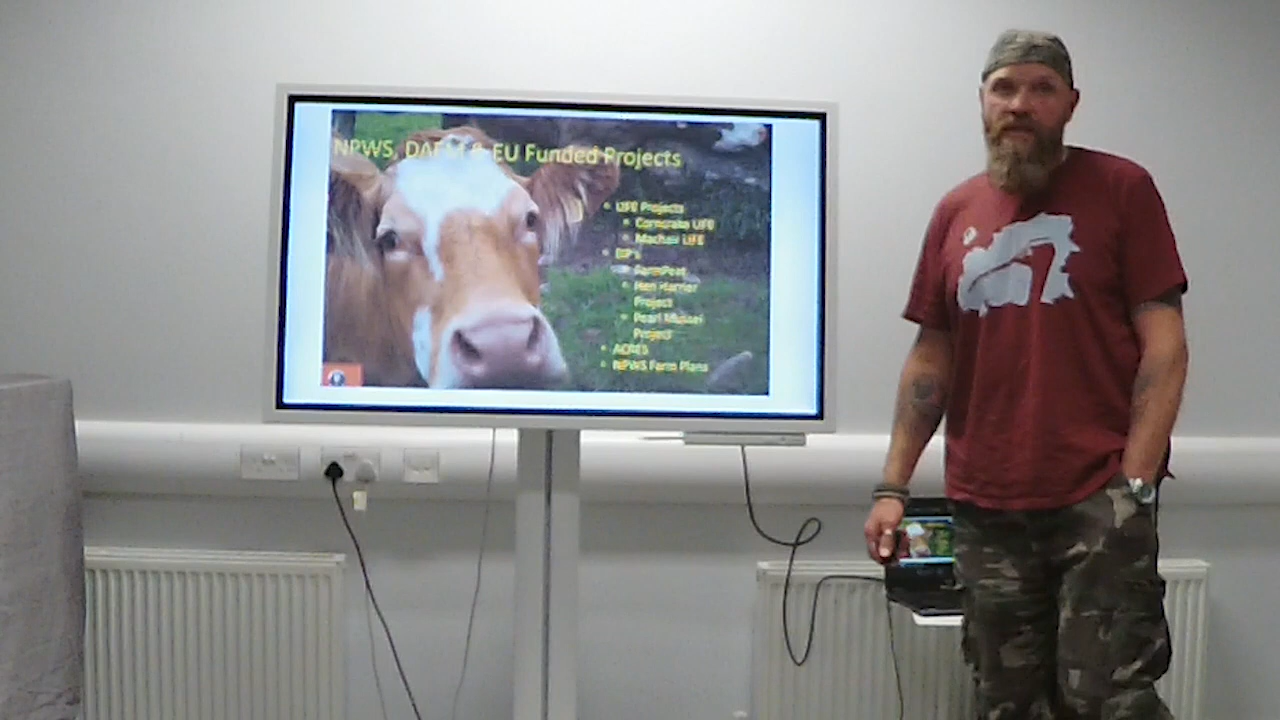 NPWS, DAFM & EU Funded Projects
LIFE Projects
Corncrake LIFE
Machair LIFE
EIP's
FarmPeat
Hen Harrier
Project
Pearl Mussel
Project
ACRES
NPWS Farm Plans